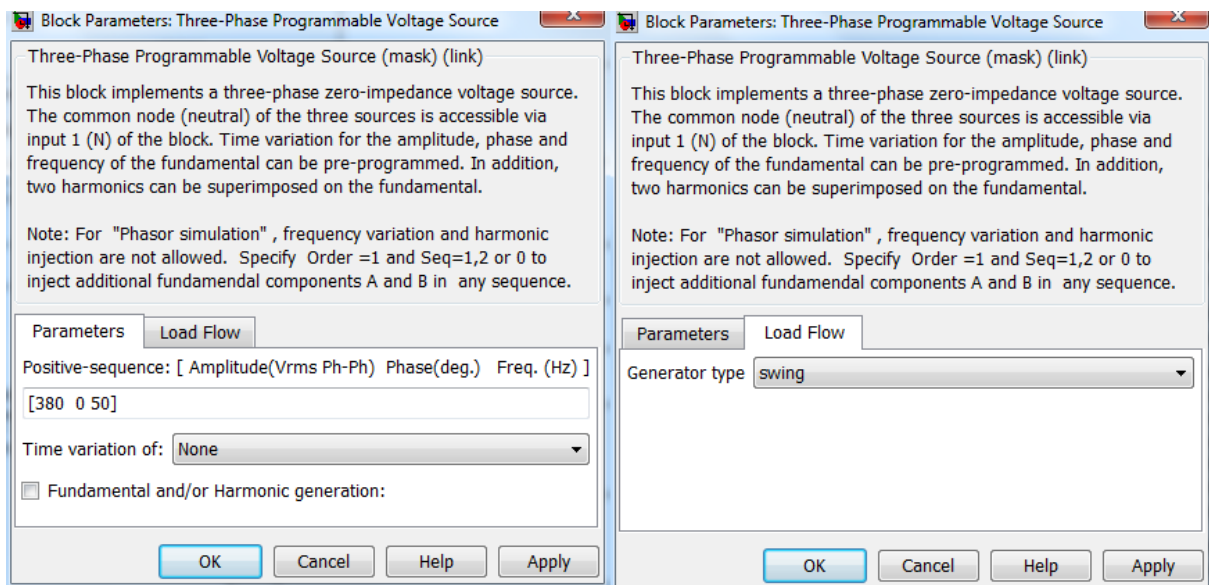 Block Parameters: Three-Phase Programmable Voltage Source
Three-Phase Programmable Voltage Source (mask) (link)
This block implements a three-phase zero-impedance voltage source.
The common node (neutral) of the three sources is accessible via
input 1 (N) of the block. Time variation for the amplitude, phase and
frequency of the fundamental can be pre-programmed. In addition,
two harmonics can be superimposed on the fundamental.
Note: For "Phasor simulation" , frequency variation and harmonic
injection are not allowed. Specify Order =1 and Seq=1,2 or 0 to
inject additional fundamendal components A and B in any sequence.
Parameters Load Flow
Positive-sequence: [ Amplitude(Vrms Ph-Ph) Phase(deg.) Freq. (Hz) ]
[380 0 50]
Time variation of: None
Fundamental and/or Harmonic generation:
OK Cancel Help Apply
Block Parameters: Three-Phase Programmable Voltage Source
Three-Phase Programmable Voltage Source (mask) (link)
This block implements a three-phase zero-impedance voltage source.
The common node (neutral) of the three sources is accessible via
input 1 (N) of the block. Time variation for the amplitude, phase and
frequency of the fundamental can be pre-programmed. In addition,
two harmonics can be superimposed on the fundamental.
Note: For "Phasor simulation" , frequency variation and harmonic
injection are not allowed. Specify Order =1 and Seq=1,2 or 0 to
inject additional fundamendal components A and B in any sequence.
Parameters Load Flow
Generator type swing
OK Cancel Help Apply